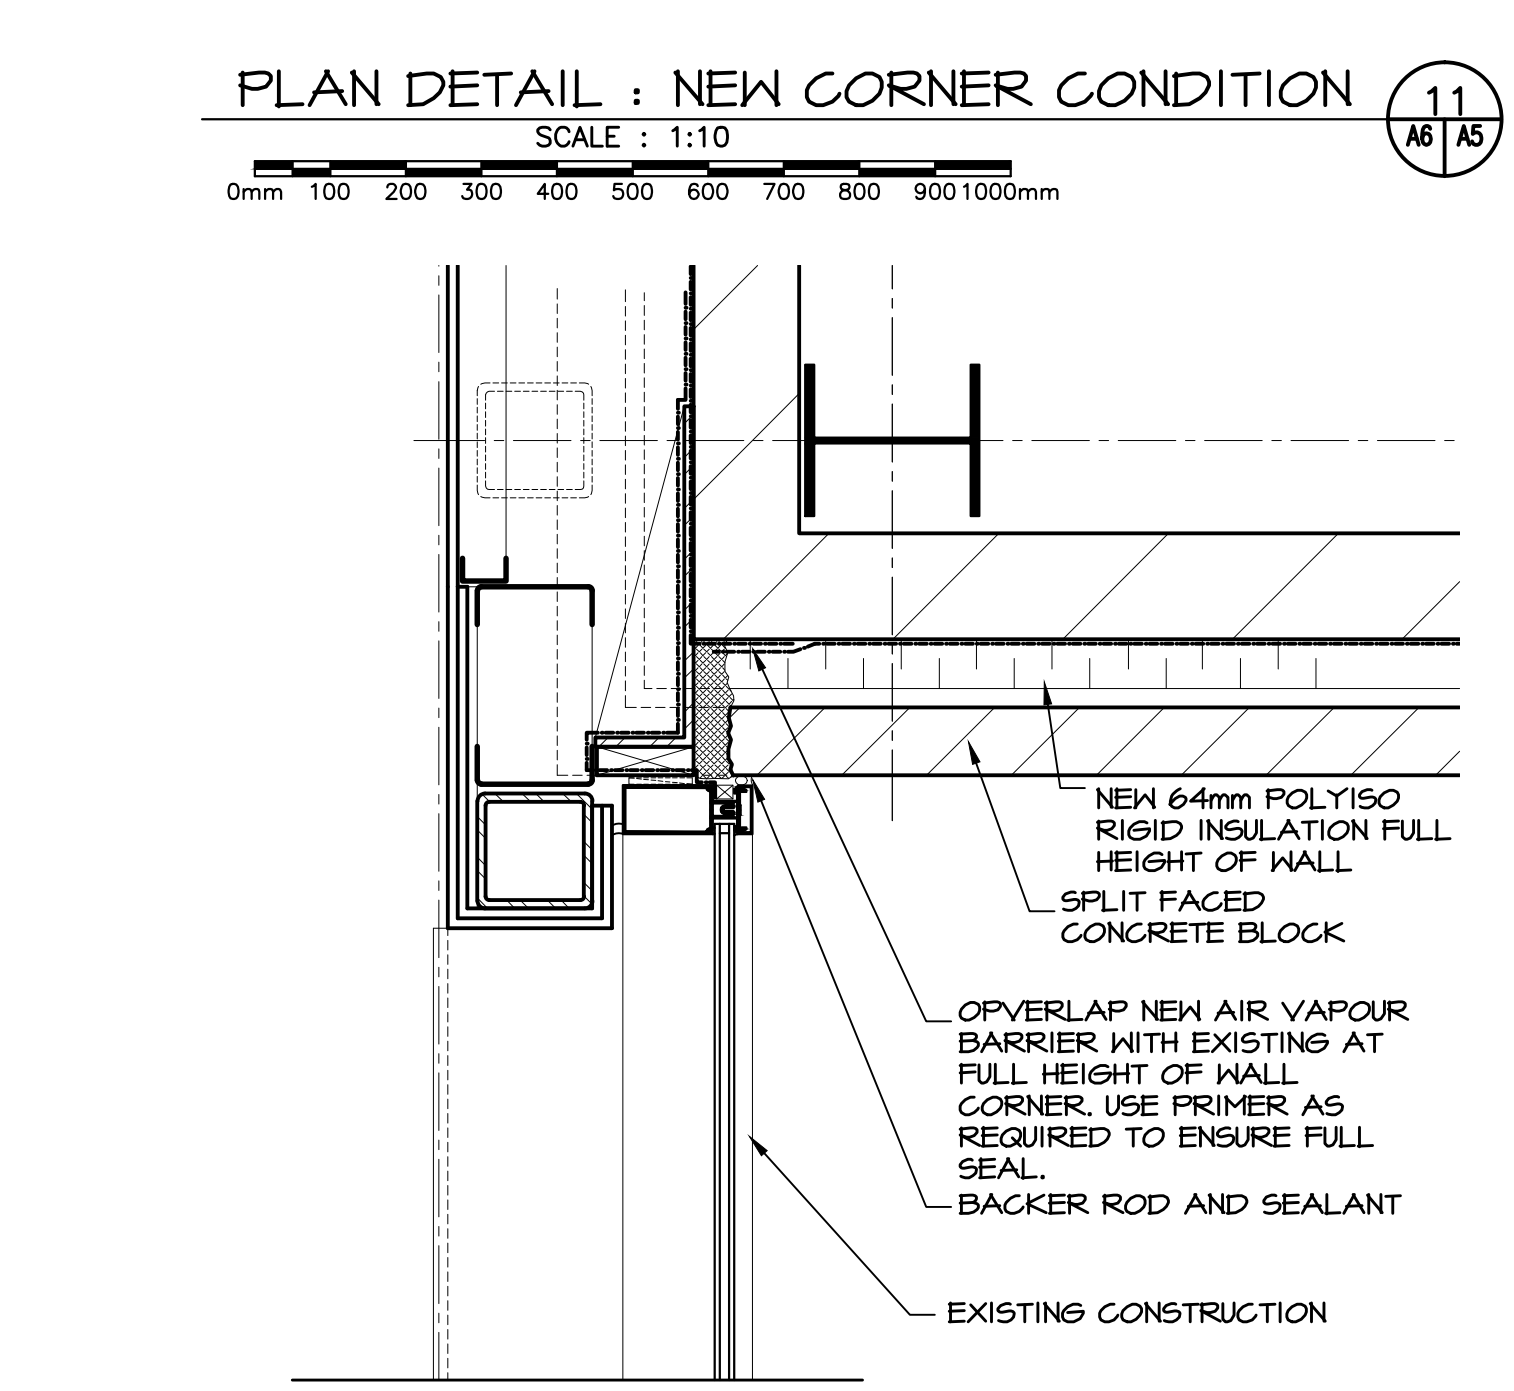 PLAN DETAIL : NEW CORNER CONDITION
11
A6 A5
SCALE : 1:10
0mm 100 200 300 400 500 600 700 800 900 1000mm
NEW 64mm POLYISO
RIGID INSULATION FULL
HEIGHT OF WALL
SPLIT FACED
CONCRETE BLOCK
OPVERLAP NEW AIR VAPOUR
BARRIER WITH EXISTING AT
FULL HEIGHT OF WALL
CORNER. USE PRIMER AS
REQUIRED TO ENSURE FULL
SEAL.
BACKER ROD AND SEALANT
EXISTING CONSTRUCTION